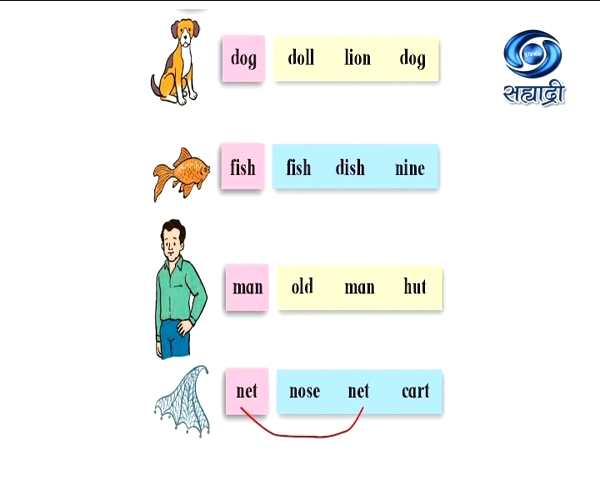 dog doll lion dog
सह्याद्री
fish fish dish nine
man old man hut
net nose net cart